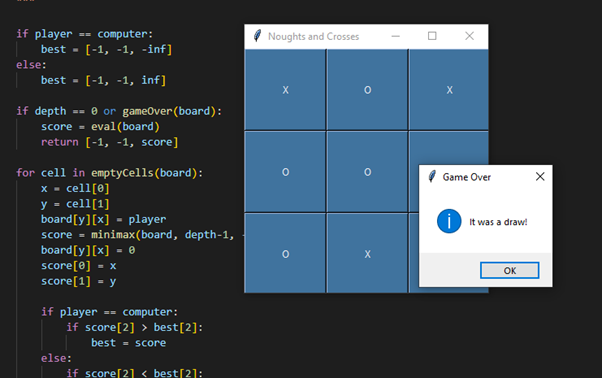 """
if player == computer:
    best = [-1, -1, -inf]
else:
    best = [-1, -1, inf]

if depth == 0 or gameOver(board):
    score = eval(board)
    return [-1, -1, score]

for cell in emptyCells(board):
    x = cell[0]
    y = cell[1]
    board[y][x] = player
    score = minimax(board, depth-1, -
    board[y][x] = 0
    score[0] = x
    score[1] = y

    if player == computer:
        if score[2] > best[2]:
            best = score
    else:
        if score[2] < best[2]:
Noughts and Crosses
X O X
O O
O X
Game Over
It was a draw!
OK